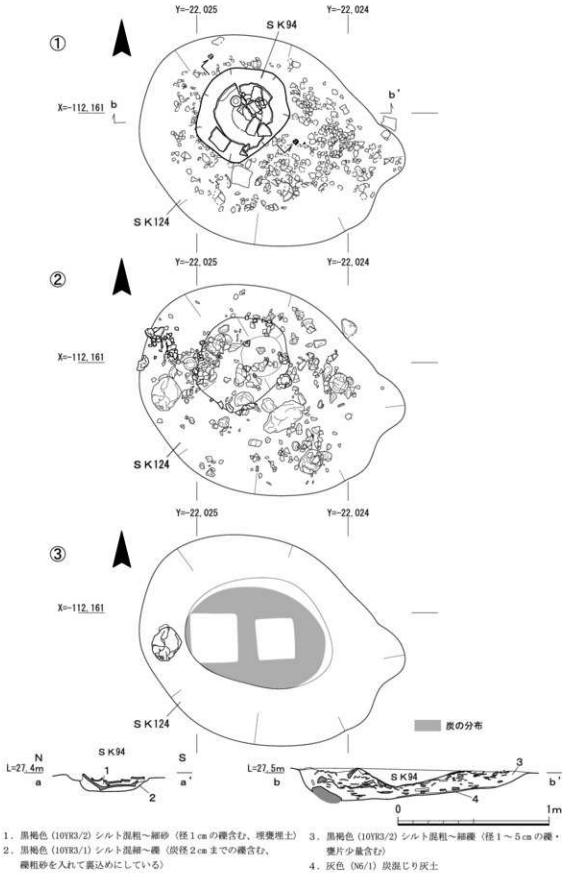 Y=-22,025 Y=-22,024
①
SK94
X=-112,161
b b'
SK124
Y=-22,025 Y=-22,024
②
X=-112,161
SK124
Y=-22,025 Y=-22,024
③
X=-112,161
SK124
炭の分布
N SK94 S
L=27.4m 1
a a'
2
L=27.5m SK94 3
b b'
4
0 1m
1．黒褐色 (10YR3/2) シルト混粗～細砂（径1cmの礫含む、埋甕埋土）
2．黒褐色 (10YR3/1) シルト混細～礫（炭径2cmまでの礫含む、
礫粗砂を入れて裏込めにしている）
3．黒褐色 (10YR3/2) シルト混粗～細礫（径1～5cmの礫・
甕片少量含む）
4．灰色 (N6/1) 炭混じり灰土